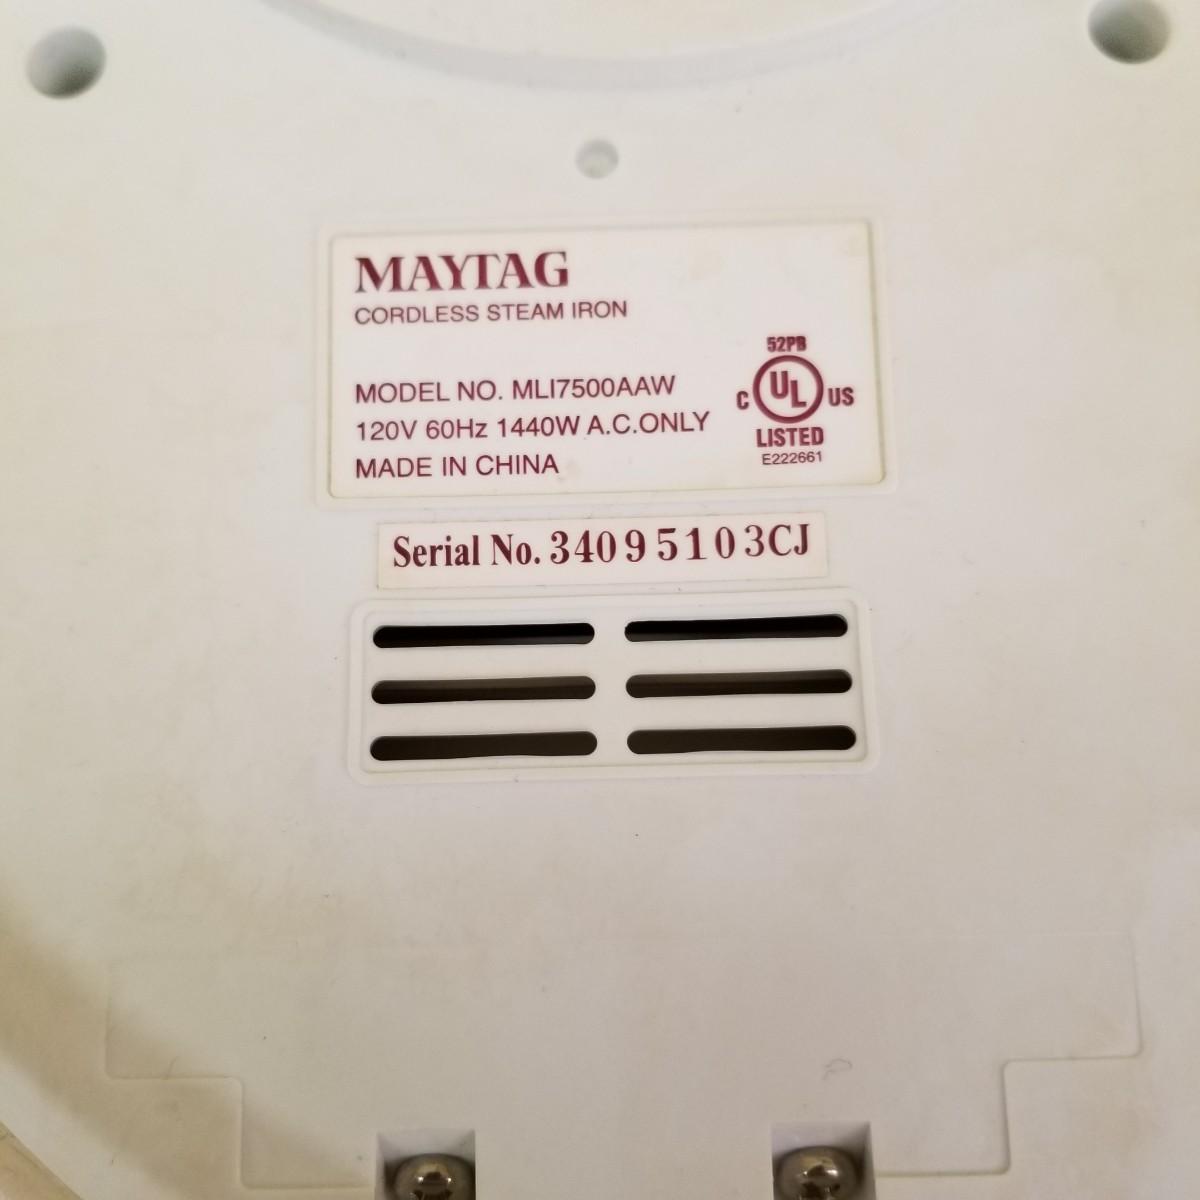 MAYTAG
CORDLESS STEAM IRON
MODEL NO. MLI7500AAW
120V 60Hz 1440W A.C.ONLY
MADE IN CHINA
52PB
C UL US
LISTED
E222661
Serial No. 34095103CJ